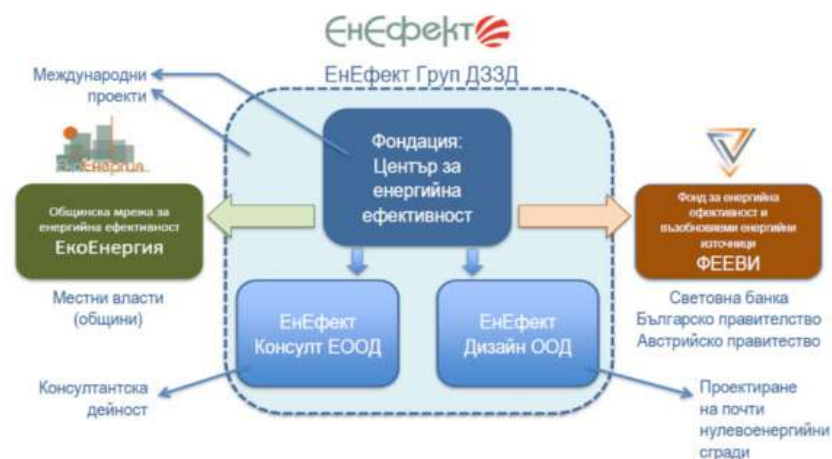 ЕнЕфект
ЕнЕфект Груп ДЗЗД
Международни
проекти
Фондация:
Център за
енергийна
ефективност
ЕкоЕнергия
Общинска мрежа за
енергийна ефективност
ЕкоЕнергия
Фонд за енергийна
ефективност и
възобновяеми енергийни
източници
ФЕЕВИ
Местни власти
(общини)
Световна банка
Българско правителство
Австрийско правитество
ЕнЕфект
Консулт ЕООД
ЕнЕфект
Дизайн ООД
Консултантска
дейност
Проектиране
на почти
нулевоенергийни
сгради